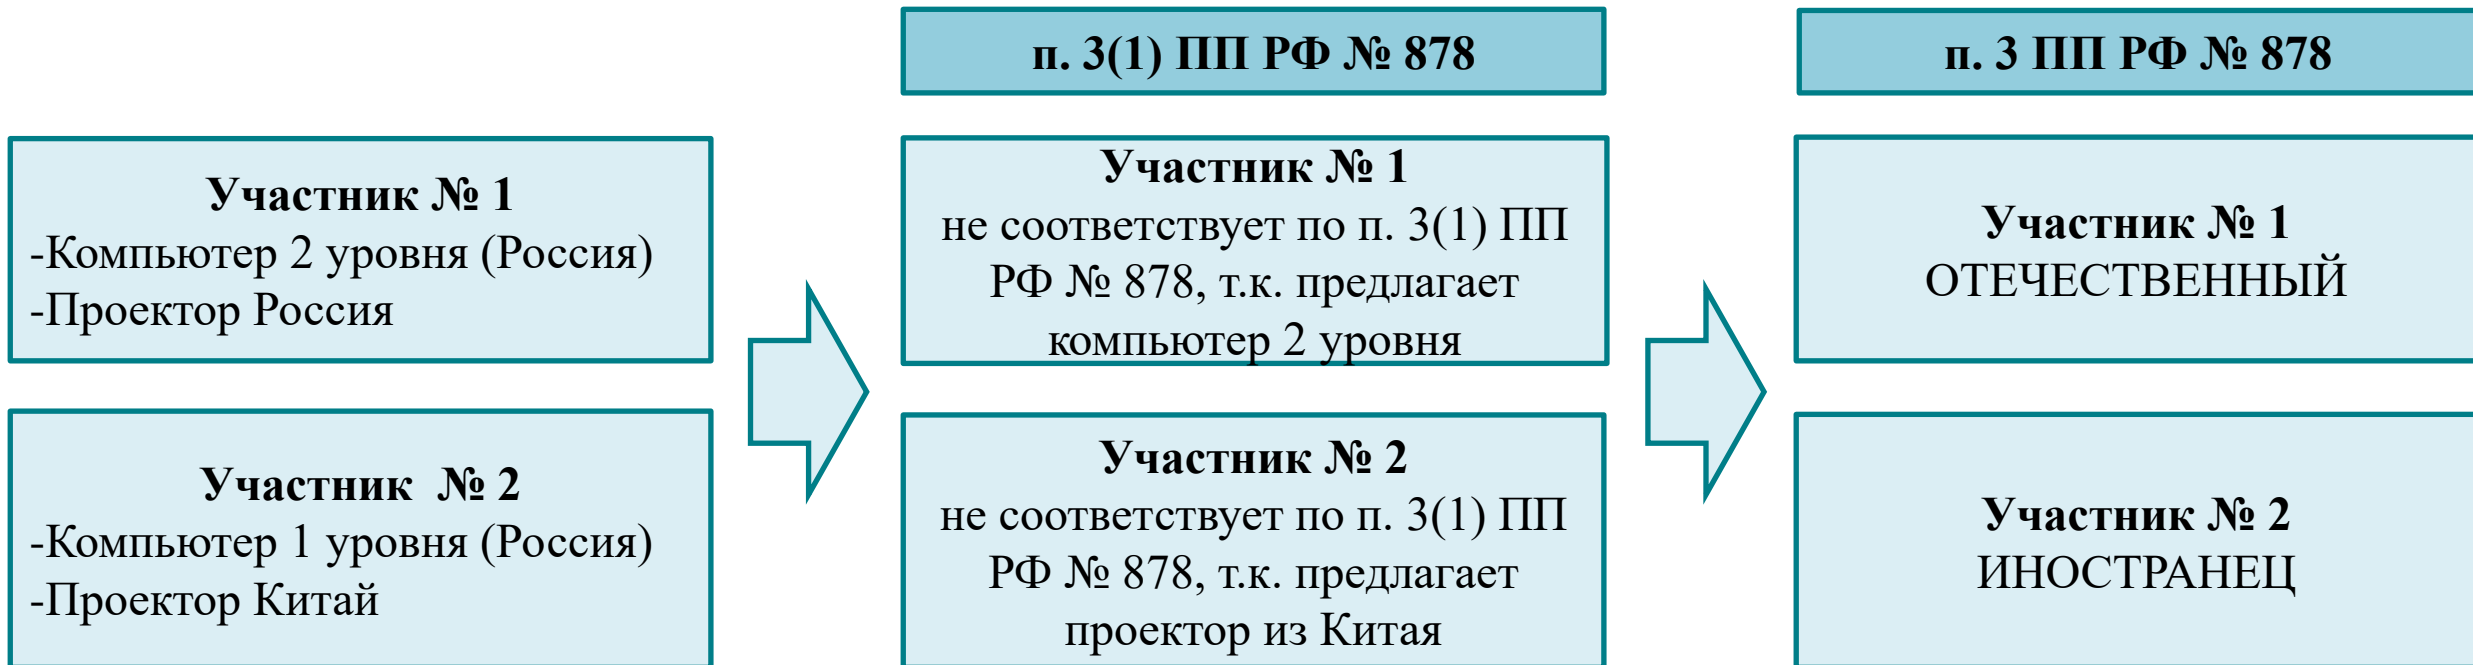 п. 3(1) ПП РФ № 878
п. 3 ПП РФ № 878
Участник № 1
-Компьютер 2 уровня (Россия)
-Проектор Россия
Участник № 1
не соответствует по п. 3(1) ПП
РФ № 878, т.к. предлагает
компьютер 2 уровня
Участник № 1
ОТЕЧЕСТВЕННЫЙ
Участник № 2
-Компьютер 1 уровня (Россия)
-Проектор Китай
Участник № 2
не соответствует по п. 3(1) ПП
РФ № 878, т.к. предлагает
проектор из Китая
Участник № 2
ИНОСТРАНЕЦ